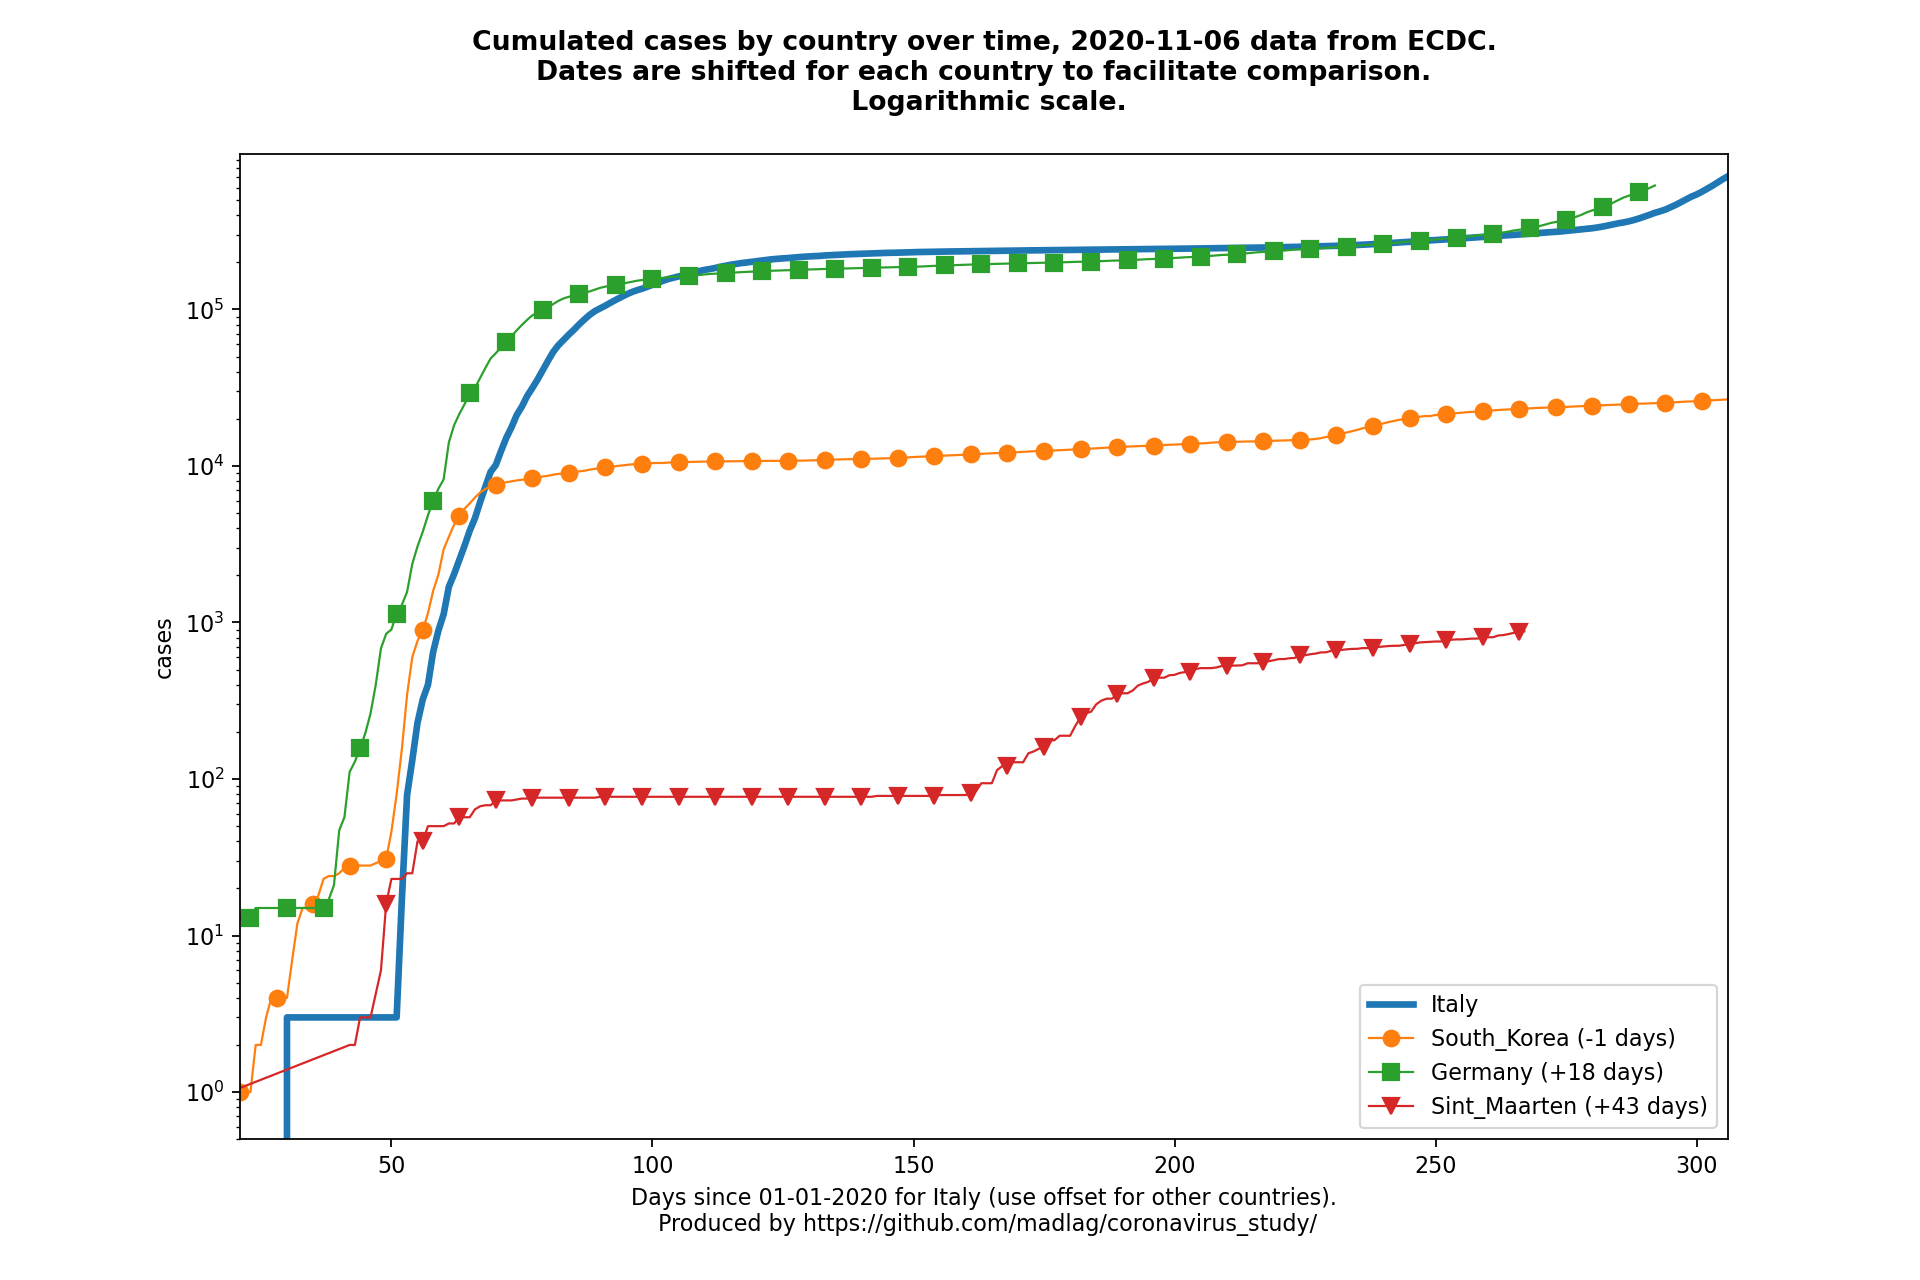 Cumulated cases by country over time, 2020-11-06 data from ECDC.
Dates are shifted for each country to facilitate comparison.
Logarithmic scale.
cases
10^5
10^4
10^3
10^2
10^1
10^0
50 100 150 200 250 300
Italy
South_Korea (-1 days)
Germany (+18 days)
Sint_Maarten (+43 days)
Days since 01-01-2020 for Italy (use offset for other countries).
Produced by https://github.com/madlag/coronavirus_study/